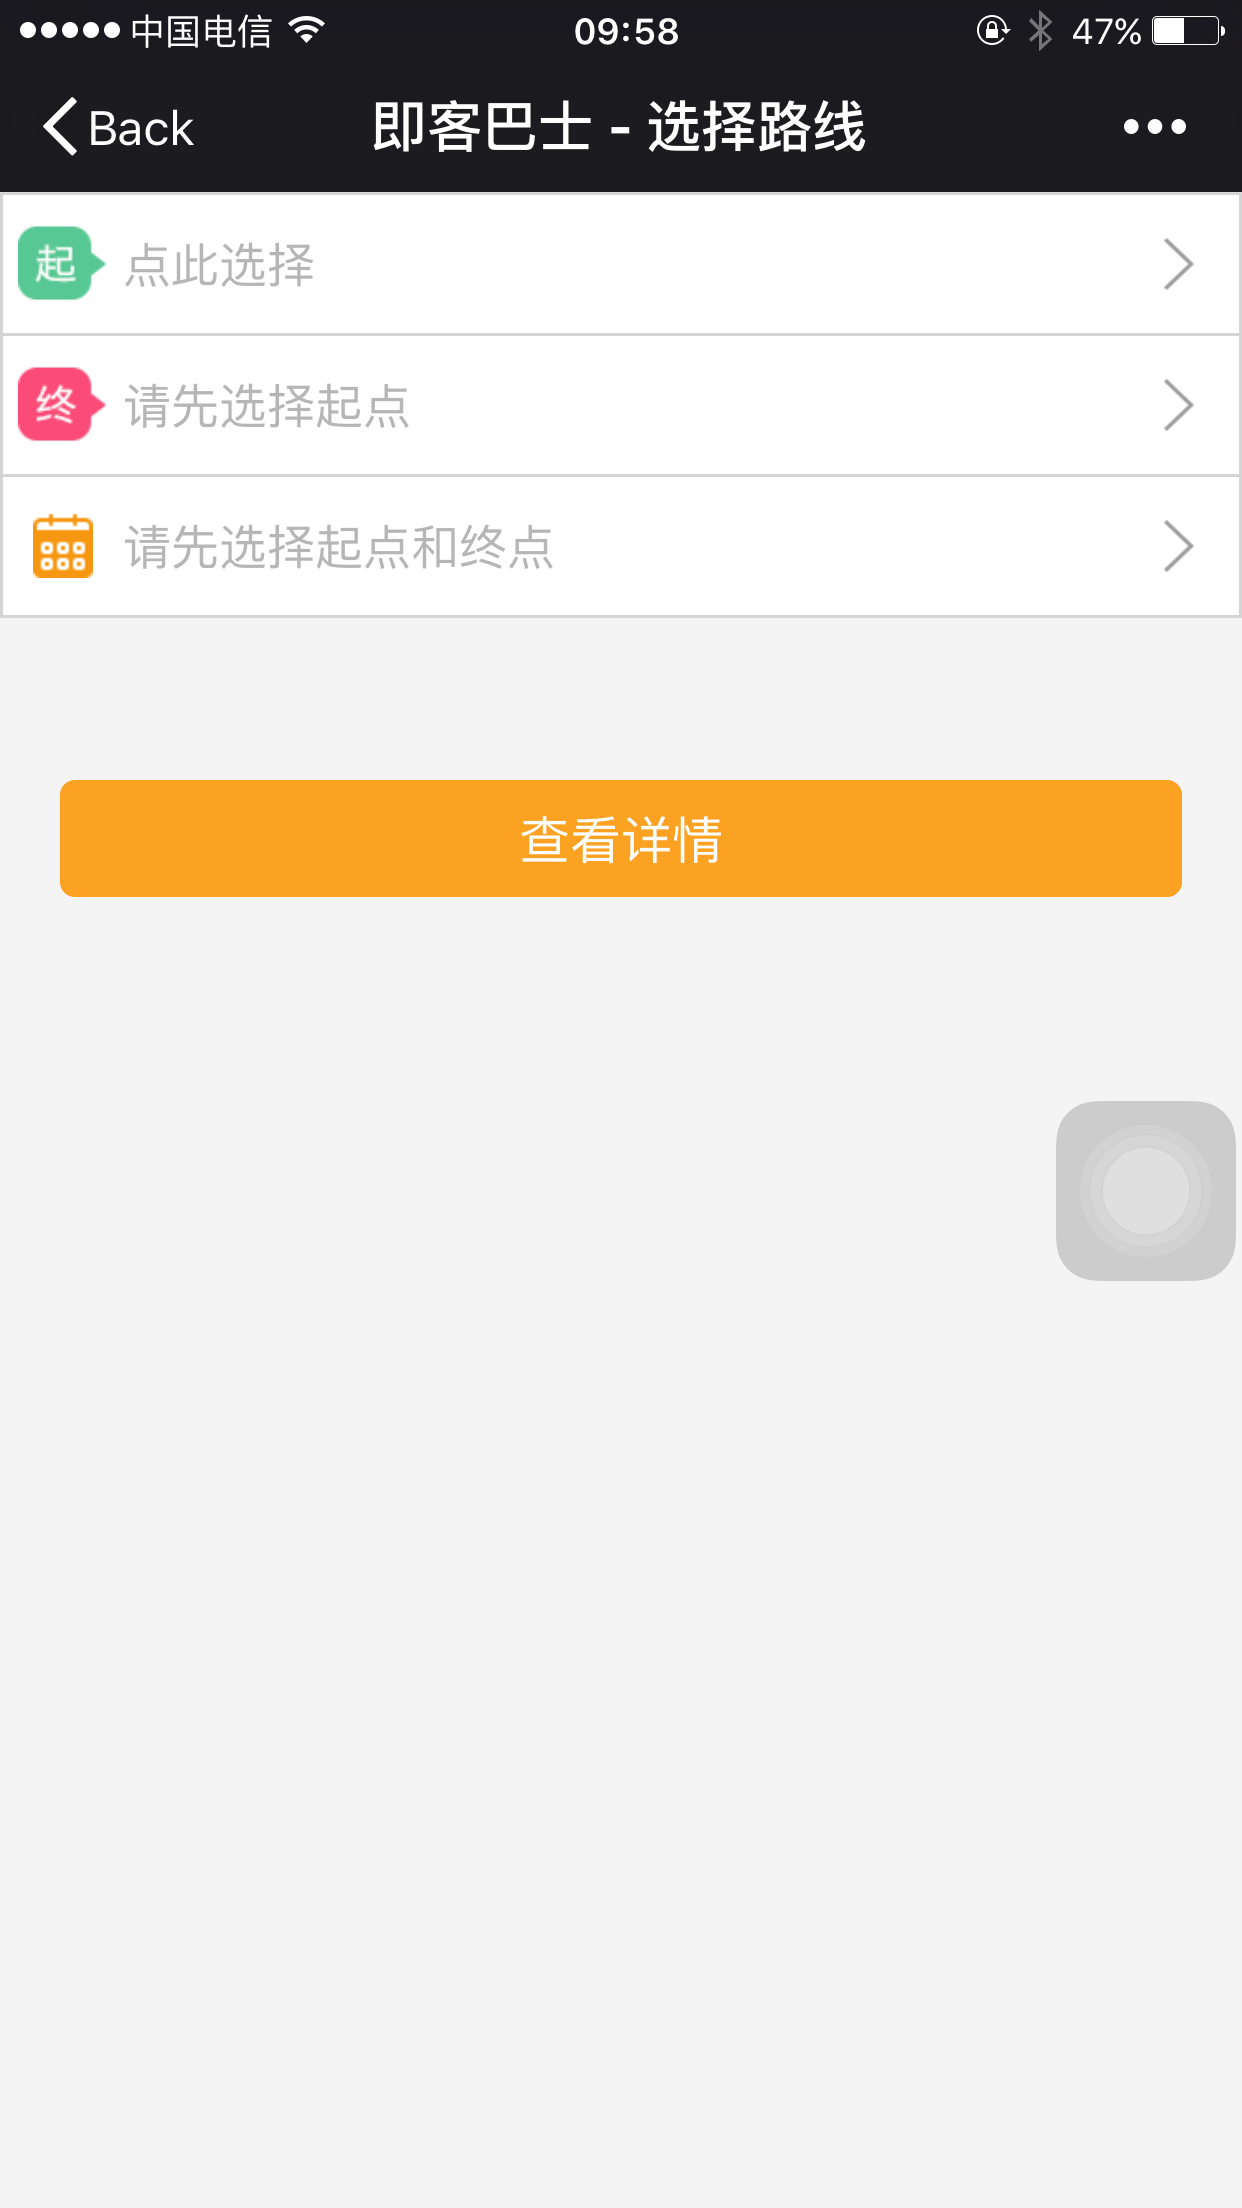 中国电信 09:58 47%
Back 即客巴士 - 选择路线
起 点此选择
终 请先选择起点
请先选择起点和终点
查看详情